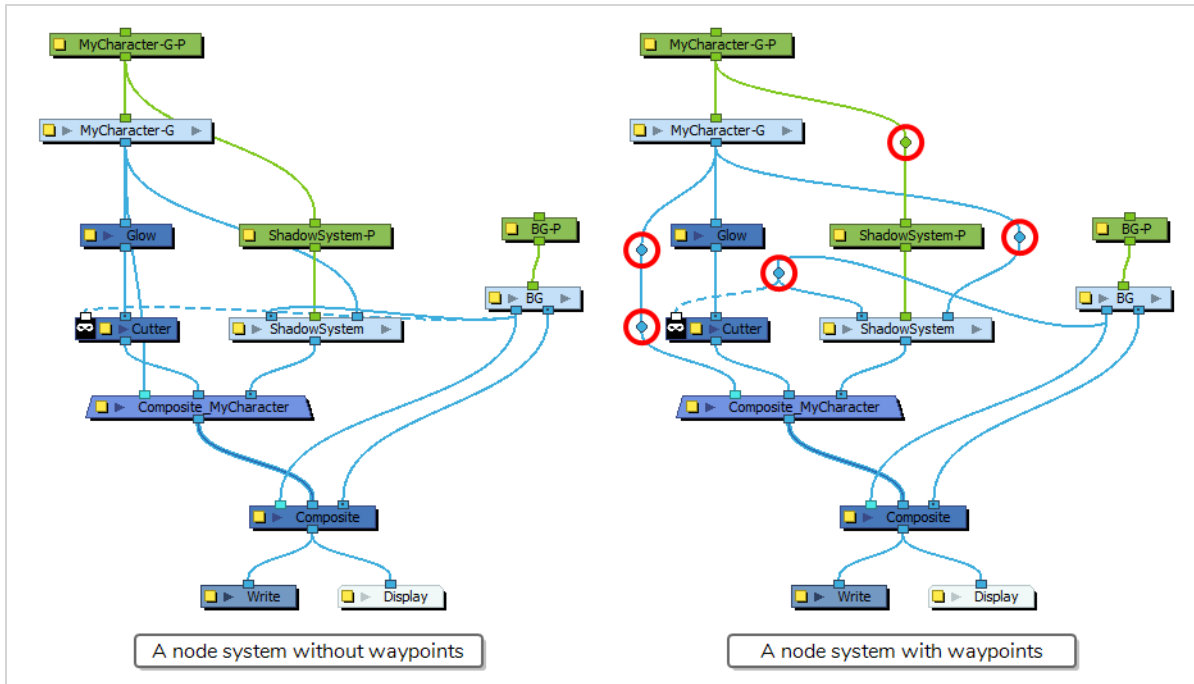 MyCharacter-G-P
MyCharacter-G
Glow
ShadowSystem-P
BG-P
BG
Cutter
ShadowSystem
Composite_MyCharacter
Composite
Write
Display
A node system without waypoints
MyCharacter-G-P
MyCharacter-G
Glow
ShadowSystem-P
BG-P
BG
Cutter
ShadowSystem
Composite_MyCharacter
Composite
Write
Display
A node system with waypoints